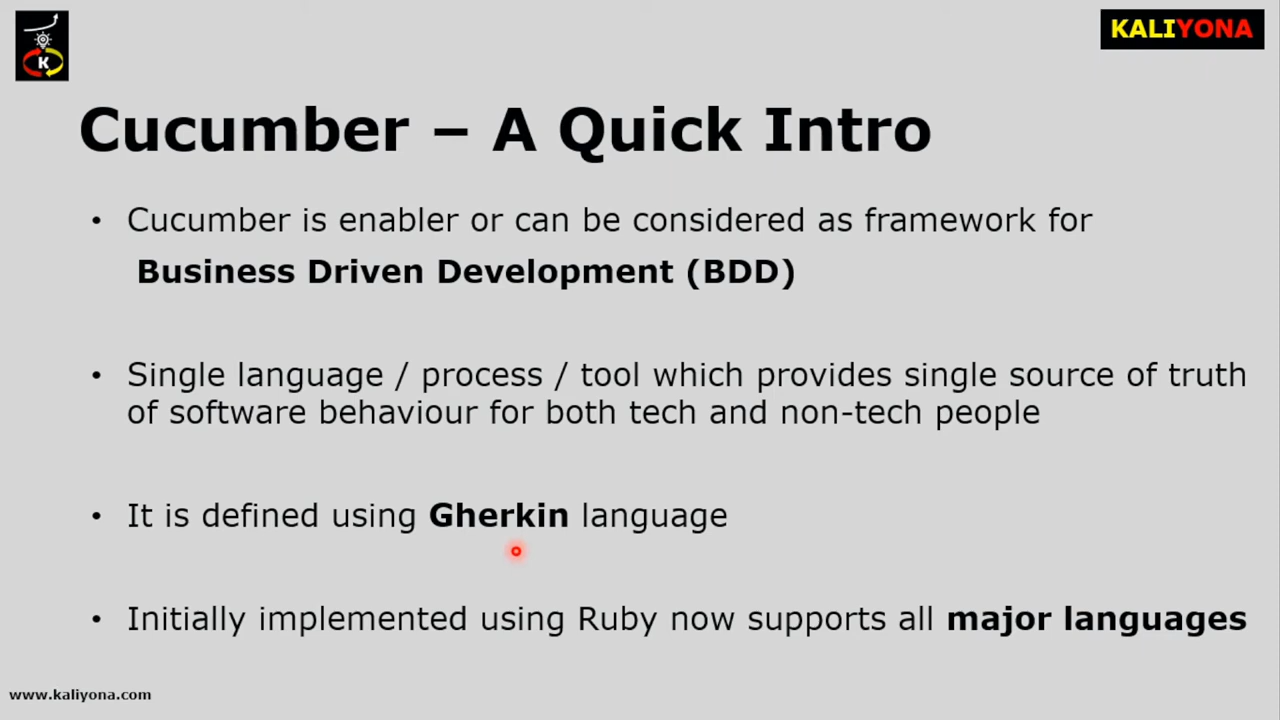 K
KALIYONA
Cucumber – A Quick Intro
• Cucumber is enabler or can be considered as framework for
Business Driven Development (BDD)
• Single language / process / tool which provides single source of truth
of software behaviour for both tech and non-tech people
• It is defined using Gherkin language
• Initially implemented using Ruby now supports all major languages
www.kaliyona.com